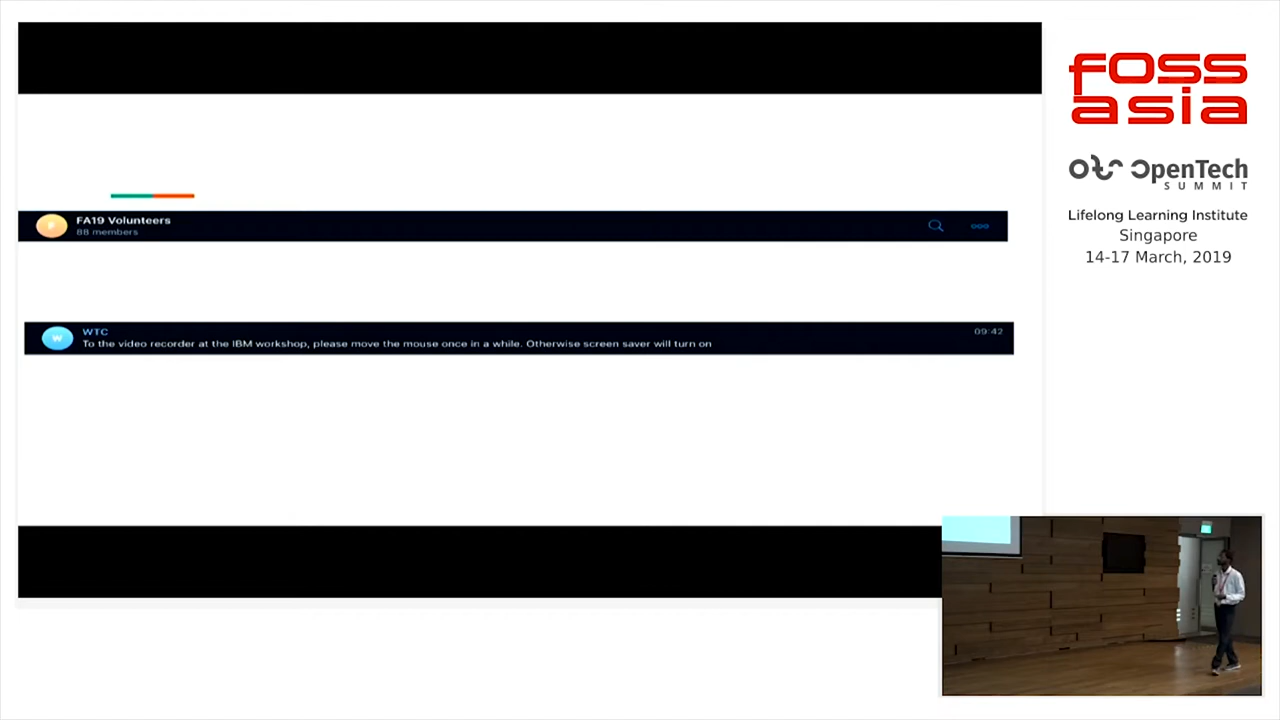 FA19 Volunteers
88 members
W
WTC
09:42
To the video recorder at the IBM workshop, please move the mouse once in a while. Otherwise screen saver will turn on
fOSS
asia
OpenTech
SUMMIT
Lifelong Learning Institute
Singapore
14-17 March, 2019